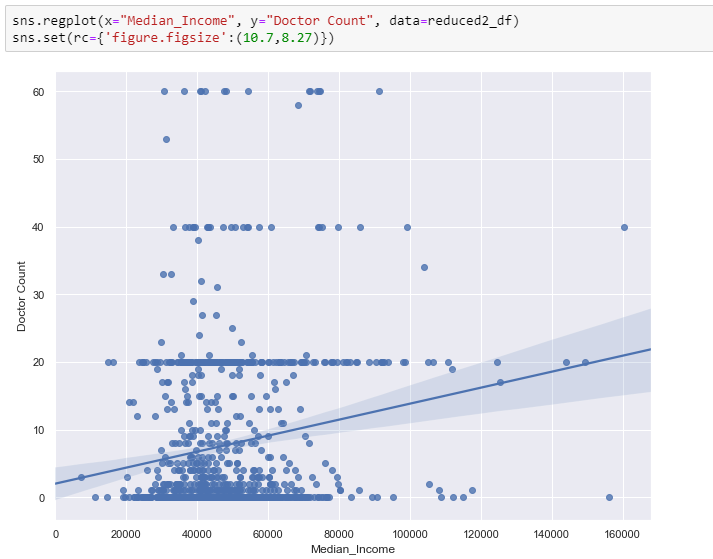 sns.regplot(x="Median_Income", y="Doctor Count", data=reduced2_df)
sns.set(rc={'figure.figsize':(10.7,8.27)})
60
50
40
30
20
10
0
Doctor Count
0 20000 40000 60000 80000 100000 120000 140000 160000
Median_Income